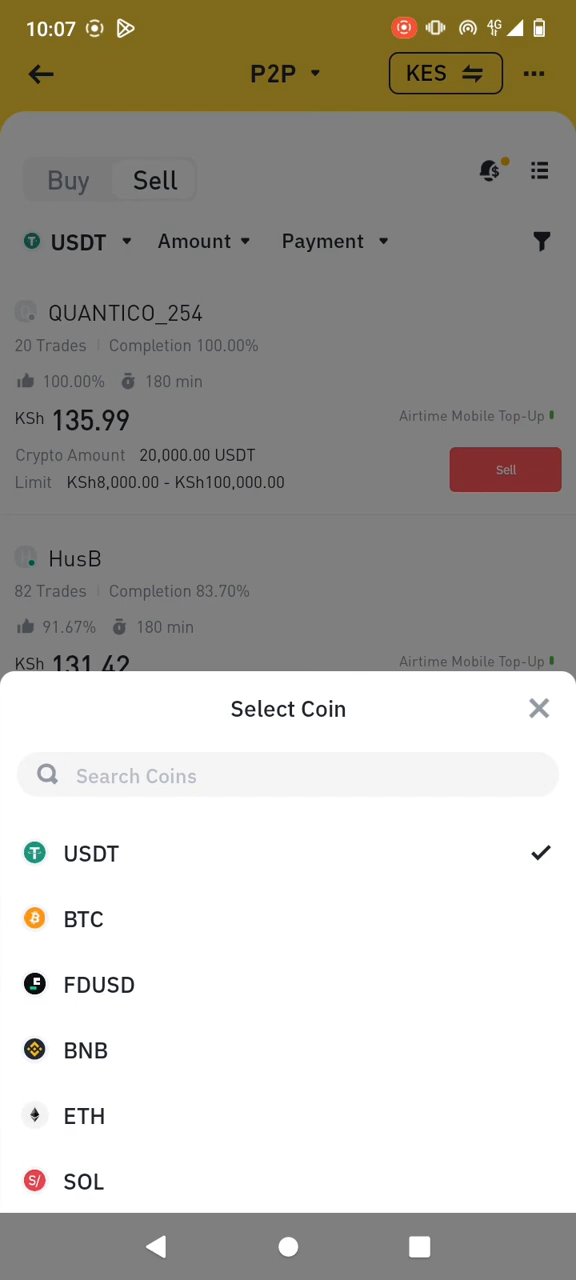 10:07
4G
P2P
KES
Buy Sell
USDT Amount Payment
QUANTICO_254
20 Trades Completion 100.00%
100.00% 180 min
KSh 135.99 Airtime Mobile Top-Up
Crypto Amount 20,000.00 USDT
Limit KSh8,000.00 - KSh100,000.00
Sell
HusB
82 Trades Completion 83.70%
91.67% 180 min
KSh 131.42 Airtime Mobile Top-Up
Select Coin
Search Coins
USDT
BTC
FDUSD
BNB
ETH
S/ SOL